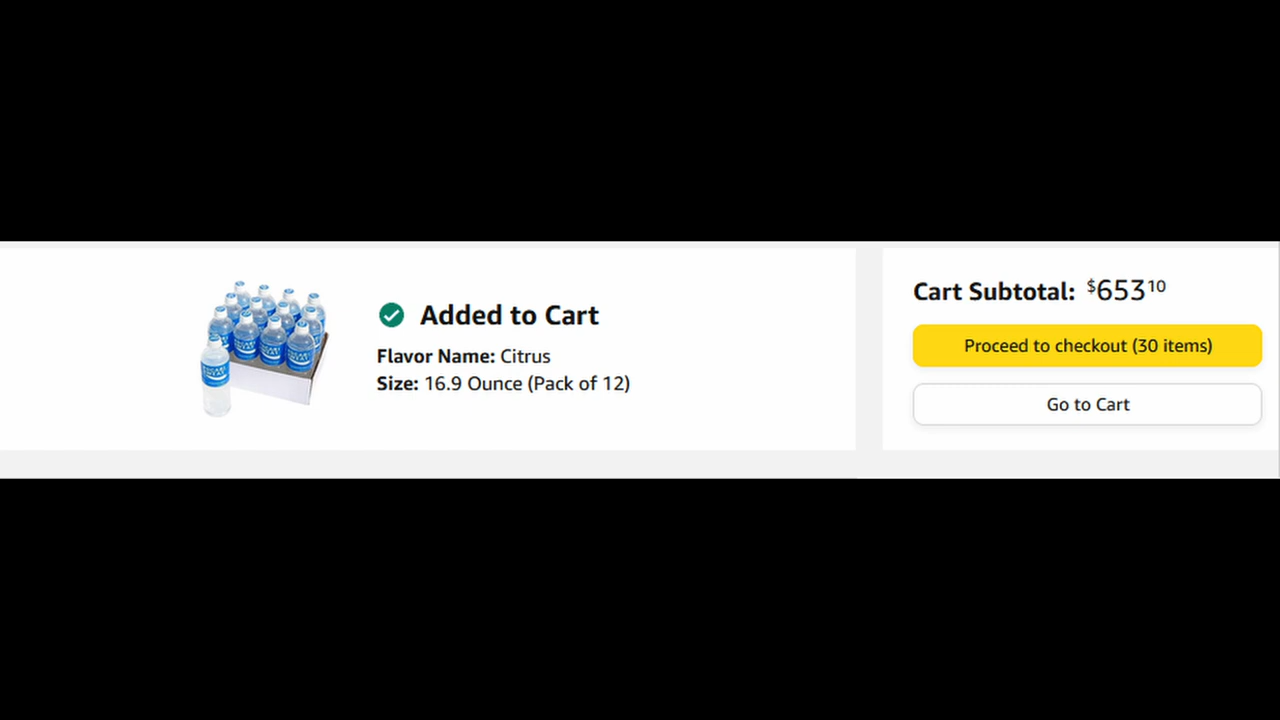 Added to Cart
Flavor Name: Citrus
Size: 16.9 Ounce (Pack of 12)
Cart Subtotal: $65310
Proceed to checkout (30 items)
Go to Cart